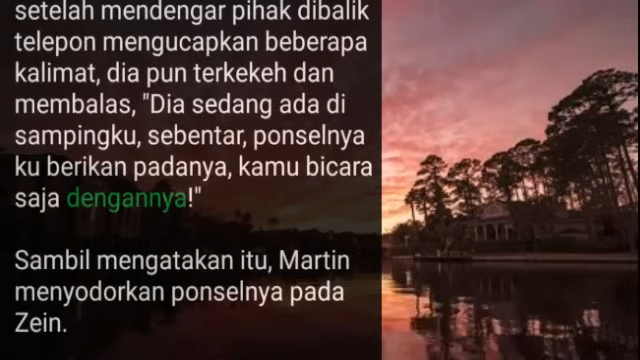 setelah mendengar pihak dibalik
telepon mengucapkan beberapa
kalimat, dia pun terkekeh dan
membalas, "Dia sedang ada di
sampingku, sebentar, ponselnya
ku berikan padanya, kamu bicara
saja dengannya!"
Sambil mengatakan itu, Martin
menyodorkan ponselnya pada
Zein.